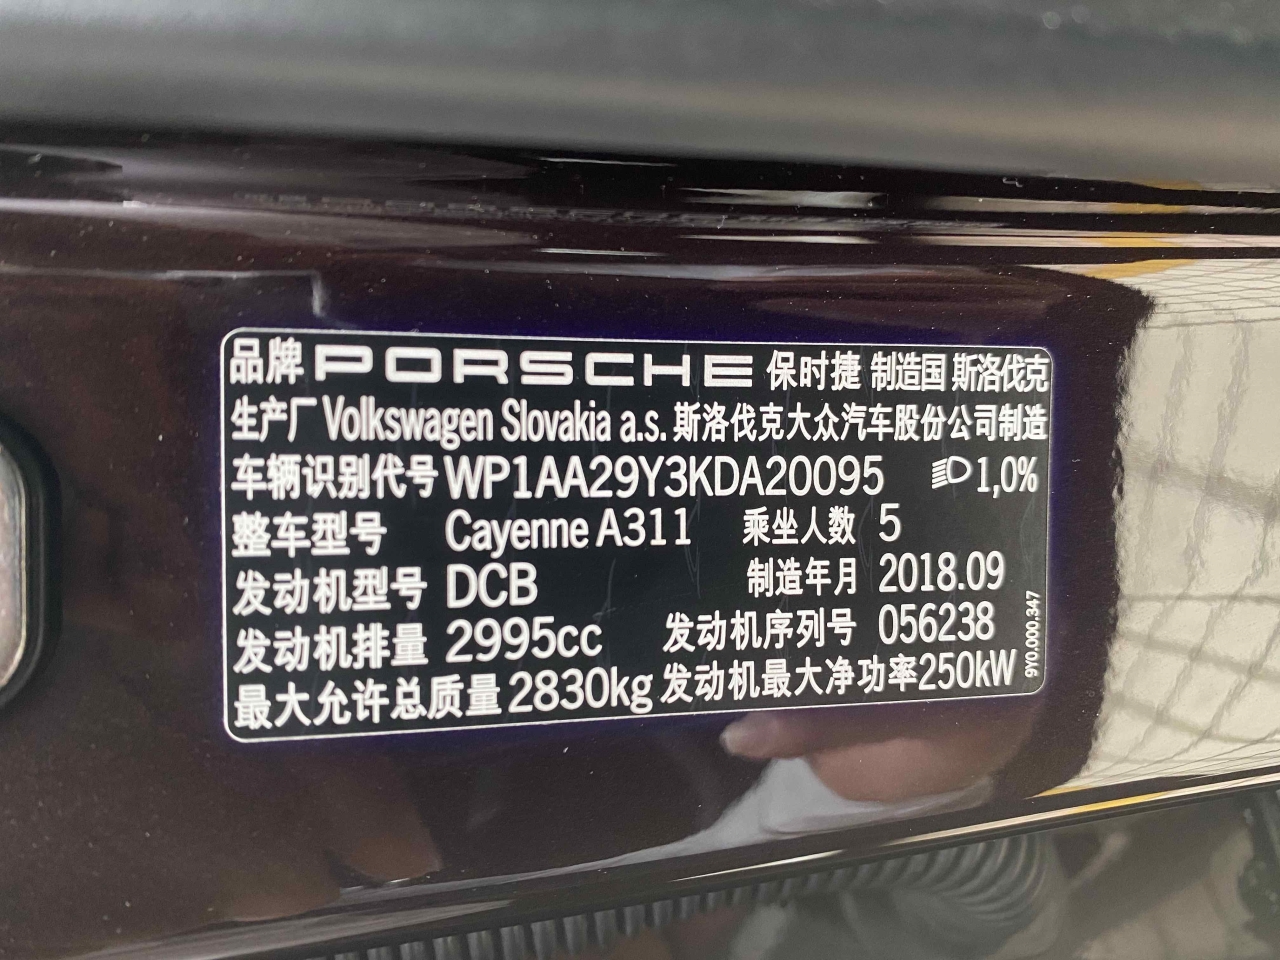 品牌 PORSCHE 保时捷 制造国 斯洛伐克
生产厂 Volkswagen Slovakia a.s. 斯洛伐克大众汽车股份公司制造
车辆识别代号 WP1AA29Y3KDA20095 1,0%
整车型号 Cayenne A311 乘坐人数 5
发动机型号 DCB 制造年月 2018.09
发动机排量 2995cc 发动机序列号 056238
最大允许总质量 2830kg 发动机最大净功率 250kW
9Y0.000.347